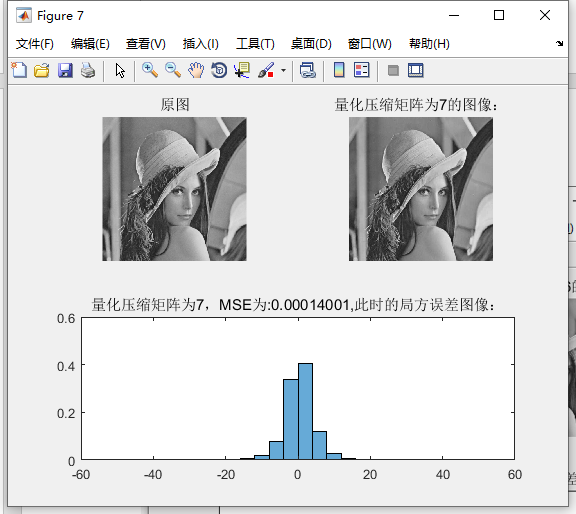 Figure 7
文件(F) 编辑(E) 查看(V) 插入(I) 工具(T) 桌面(D) 窗口(W) 帮助(H)
原图
量化压缩矩阵为7的图像:
量化压缩矩阵为7，MSE为:0.00014001,此时的局方误差图像:
0.6
0.4
0.2
0
-60 -40 -20 0 20 40 60